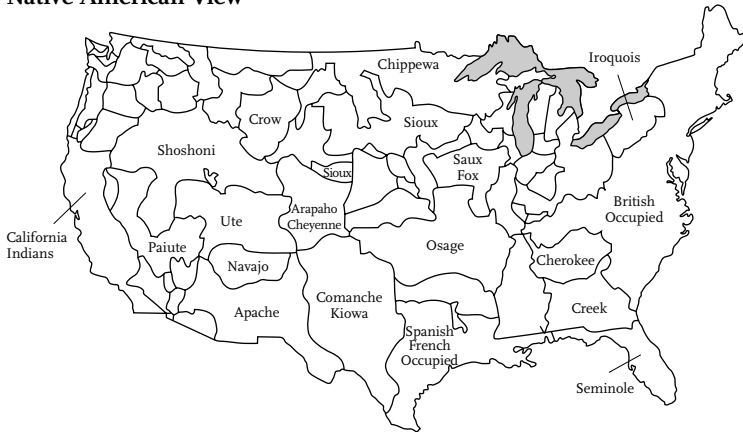 Native American View
Chippewa
Iroquois
Crow
Sioux
Shoshoni
Sioux
Saux
Fox
Arapaho
Cheyenne
British
Occupied
California
Indians
Ute
Paiute
Osage
Navajo
Cherokee
Apache
Comanche
Kiowa
Creek
Spanish
French
Occupied
Seminole